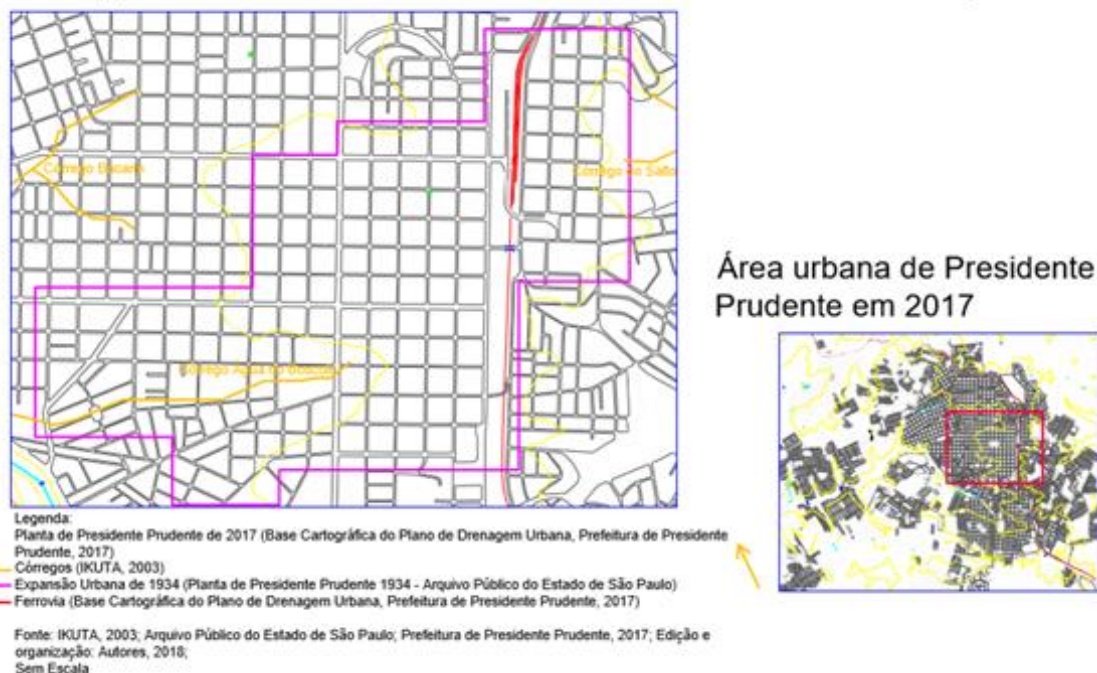 Córrego Bacarin
Córrego do Salto
Córrego Água do Bo
Área urbana de Presidente
Prudente em 2017
Legenda:
Planta de Presidente Prudente de 2017 (Base Cartográfica do Plano de Drenagem Urbana, Prefeitura de Presidente
Prudente, 2017)
Córregos (IKUTA, 2003)
Expansão Urbana de 1934 (Planta de Presidente Prudente 1934 - Arquivo Público do Estado de São Paulo)
Ferrovia (Base Cartográfica do Plano de Drenagem Urbana, Prefeitura de Presidente Prudente, 2017)
Fonte: IKUTA, 2003; Arquivo Público do Estado de São Paulo; Prefeitura de Presidente Prudente, 2017; Edição e
organização: Autores, 2018;
Sem Escala